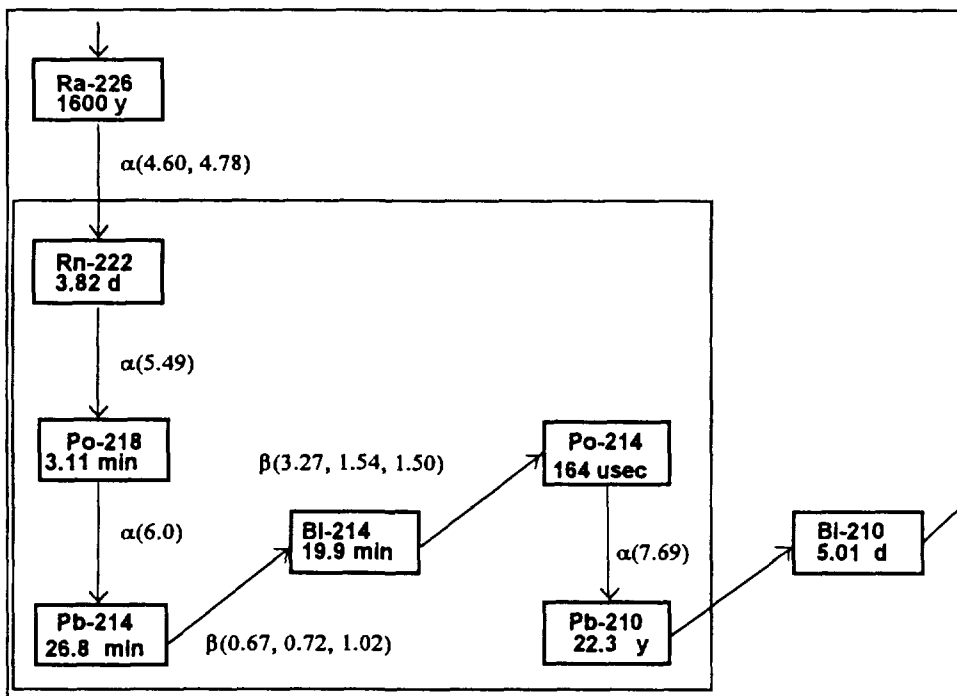 Ra-226
1600 y
α(4.60, 4.78)
Rn-222
3.82 d
α(5.49)
Po-218
3.11 min
α(6.0)
Pb-214
26.8 min
β(0.67, 0.72, 1.02)
BI-214
19.9 min
β(3.27, 1.54, 1.50)
Po-214
164 usec
α(7.69)
Pb-210
22.3 y
BI-210
5.01 d